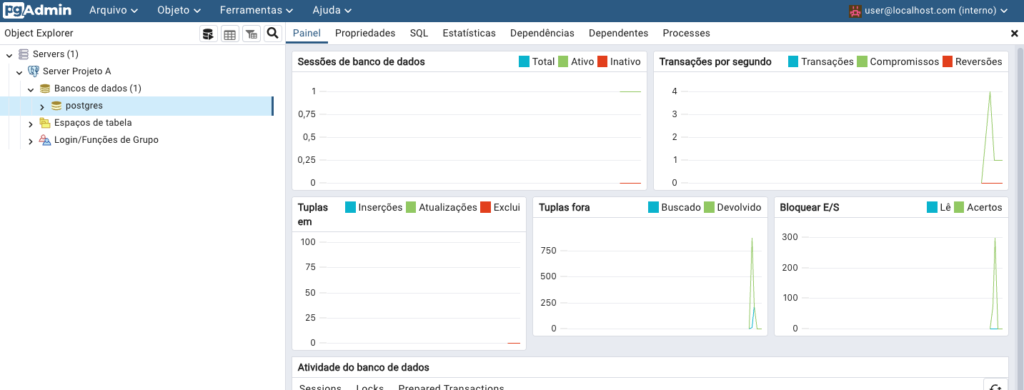 pgAdmin Arquivo Objeto Ferramentas Ajuda user@localhost.com (interno)
Object Explorer
Servers (1)
Server Projeto A
Bancos de dados (1)
postgres
Espaços de tabela
Login/Funções de Grupo
Painel Propriedades SQL Estatísticas Dependências Dependentes Processes
Sessões de banco de dados Total Ativo Inativo
1
0,75
0,5
0,25
0
Transações por segundo Transações Compromissos Reversões
4
3
2
1
0
Tuplas em Inserções Atualizações Exclui
100
75
50
25
0
Tuplas fora Buscado Devolvido
750
500
250
0
Bloquear E/S Lê Acertos
300
200
100
0
Atividade do banco de dados
Sessions Locks Prepared Transactions